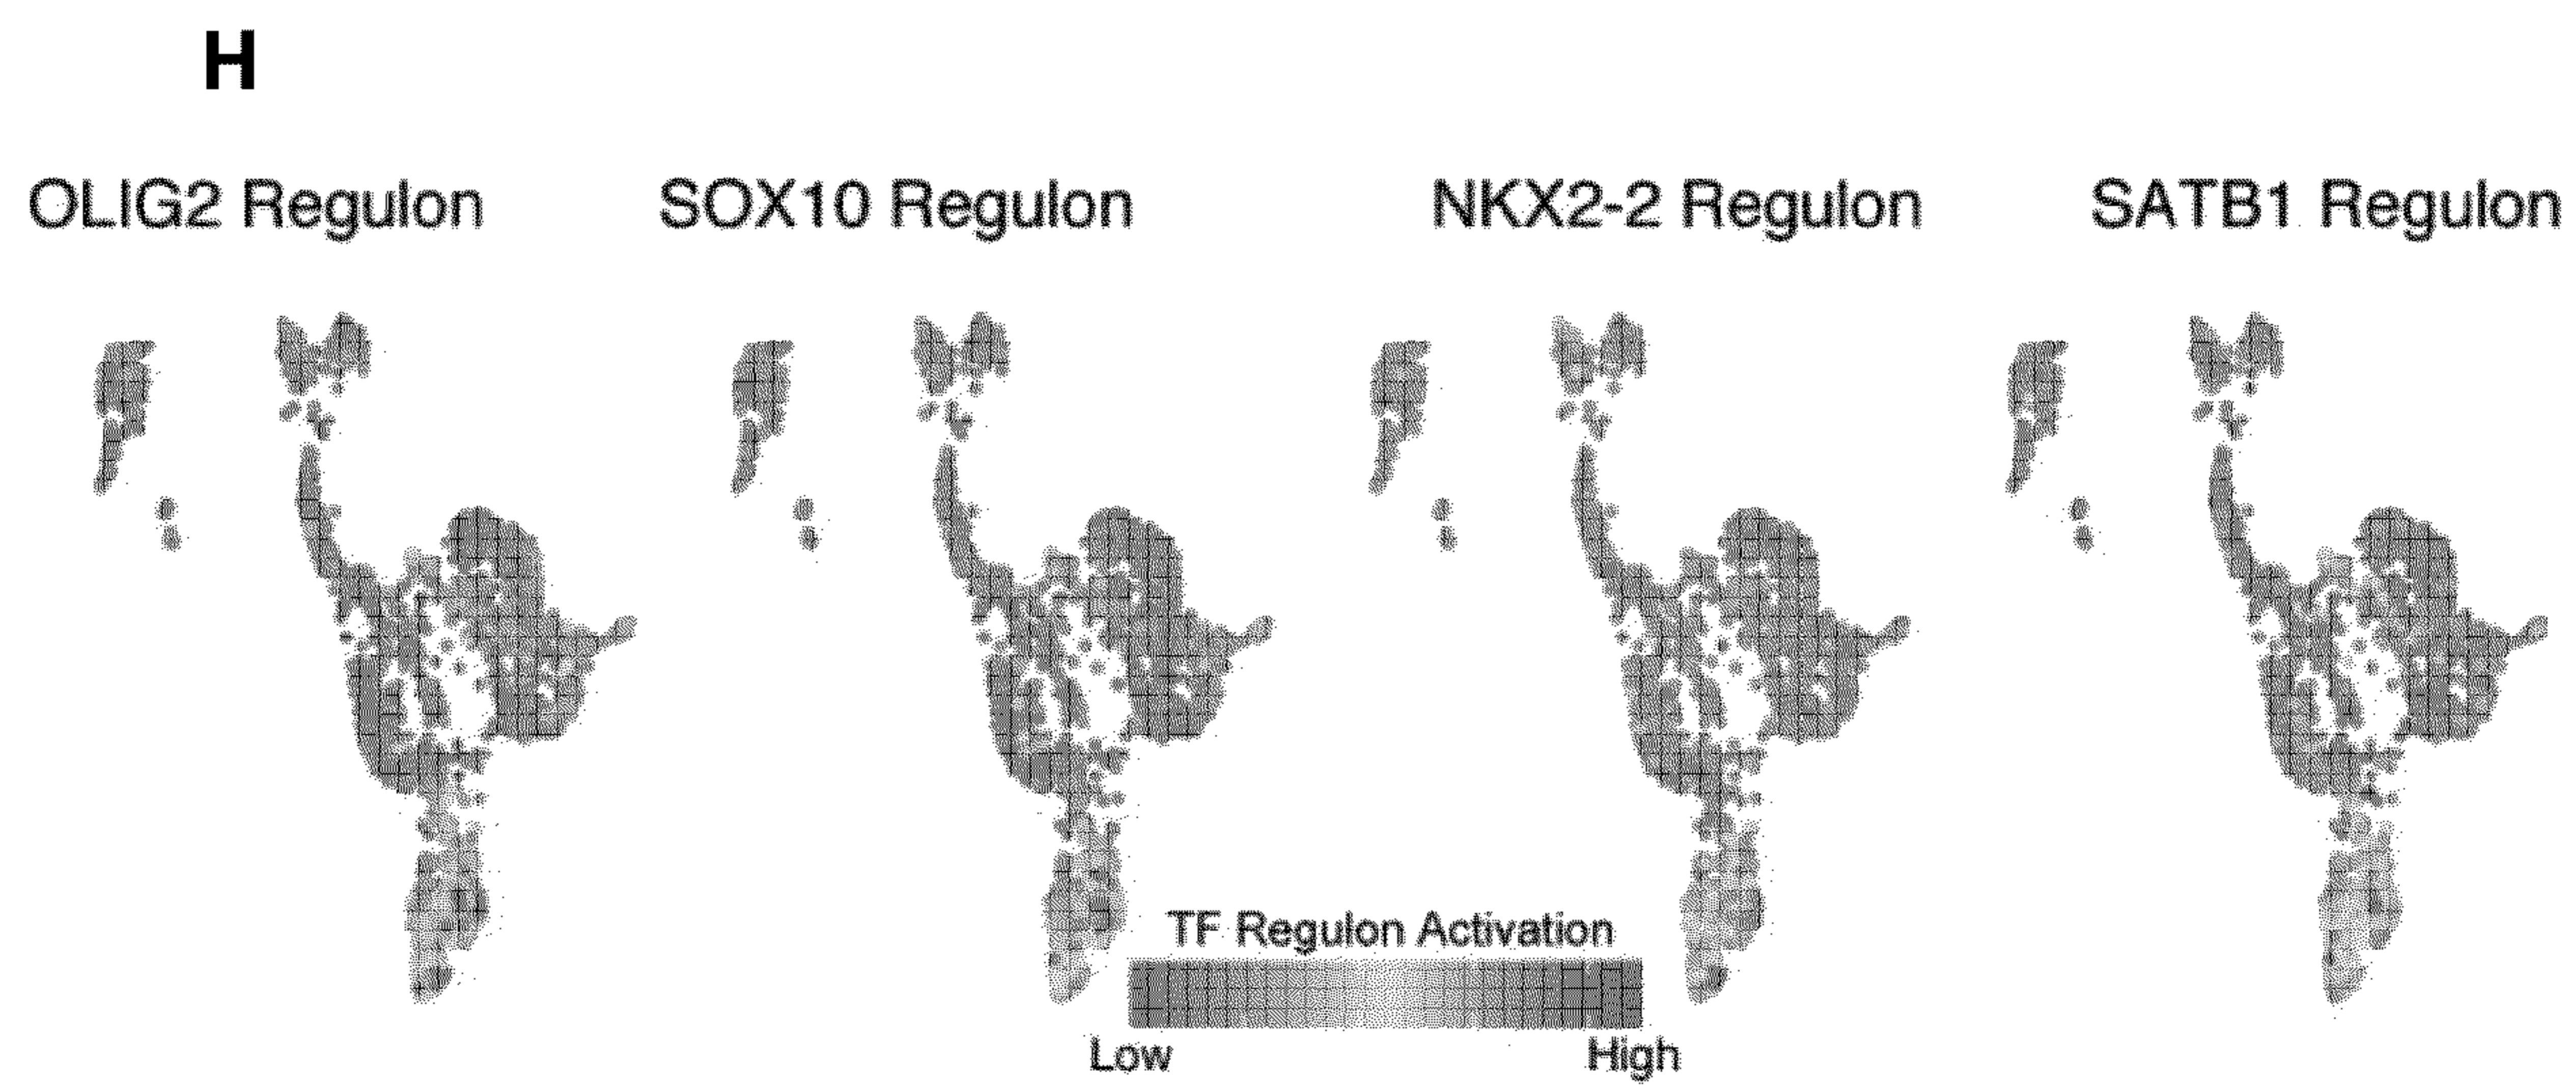 H
OLIG2 Regulon
SOX10 Regulon
NKX2-2 Regulon
SATB1 Regulon
TF Regulon Activation
Low
High